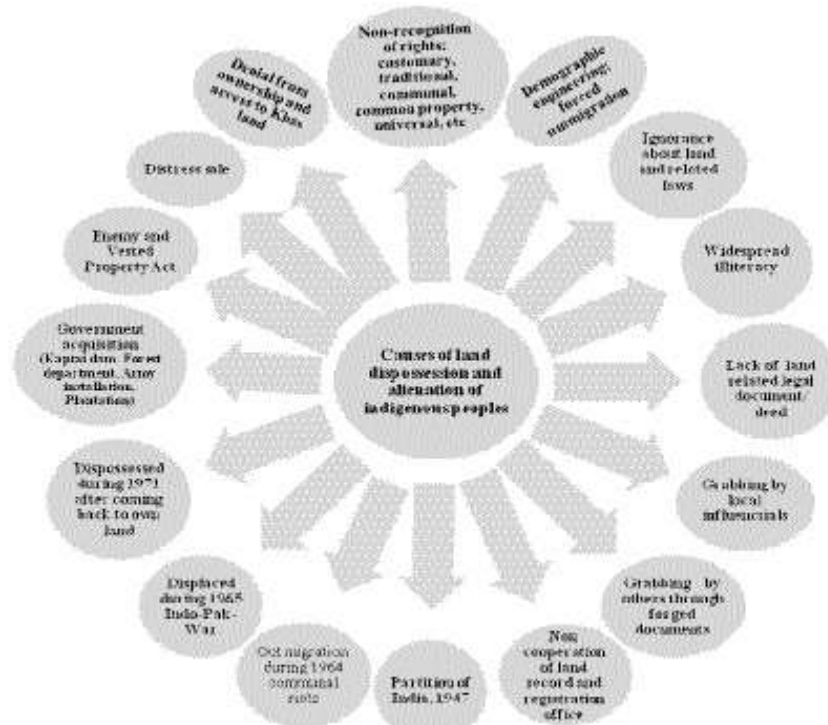 Causes of land
dispossession and
alienation of
indigenous peoples
Non-recognition
of rights:
customary,
traditional,
communal,
common property,
universal, etc
Demographic
engineering:
forced
inmigration
Ignorance about land
and related
laws
Widespread
illiteracy
Lack of land
related legal
document/
deed
Grabbing by
local
influencials
Grabbing by
others through
forged
documents
Non
cooperation of
land
record and
registration
office
Partition of
India, 1947
Out migration
during 1964
communal
riots
Displaced
during 1965
Indo-Pak-
War
Dispossessed
during 1971
after coming
back to own
land
Government
acquisition
(Kaptai dam, Forest
department, Army
installation,
Plantation)
Enemy and
Vested
Property Act
Distress sale
Denial from
ownership and
access to Khas
land